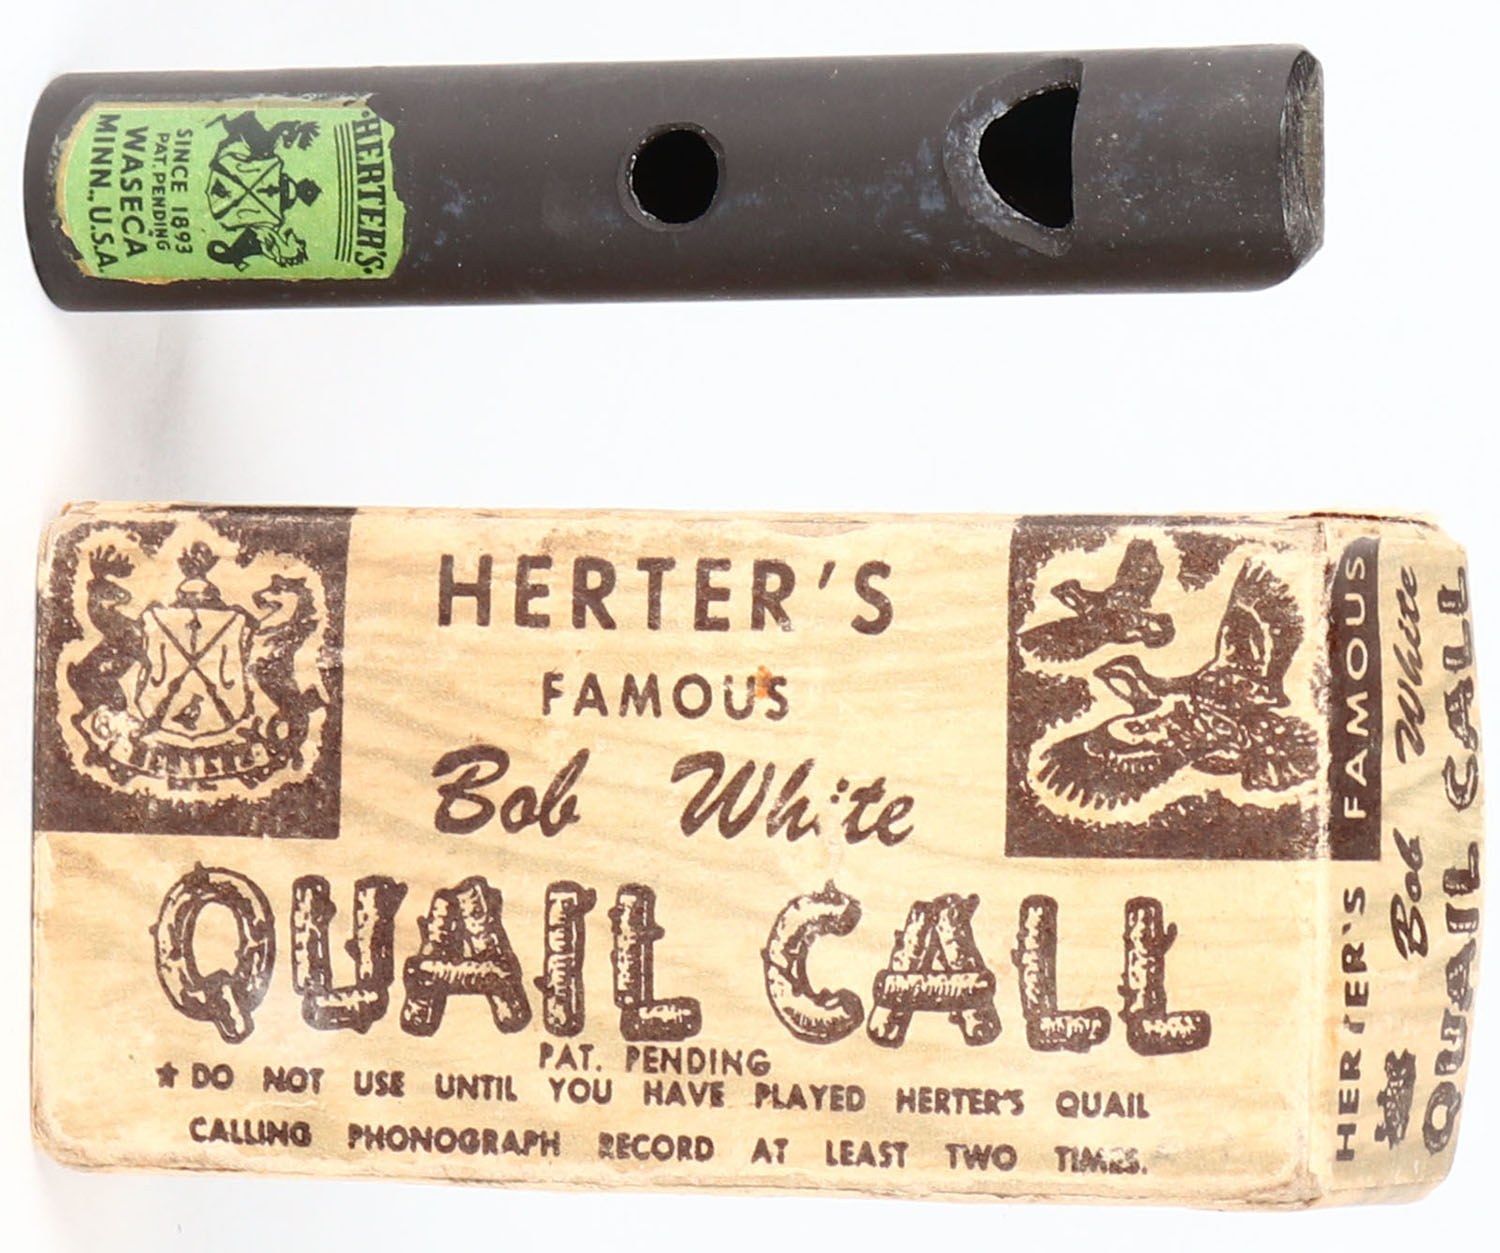 HERTER'S
SINCE 1893
PAT. PENDING
WASECA
MINN., U.S.A.
HERTER'S
FAMOUS
Bob White
QUAIL CALL
PAT. PENDING
★ DO NOT USE UNTIL YOU HAVE PLAYED HERTER'S QUAIL
CALLING PHONOGRAPH RECORD AT LEAST TWO TIMES.
HERTER'S FAMOUS
Bob White
QUAIL CALL